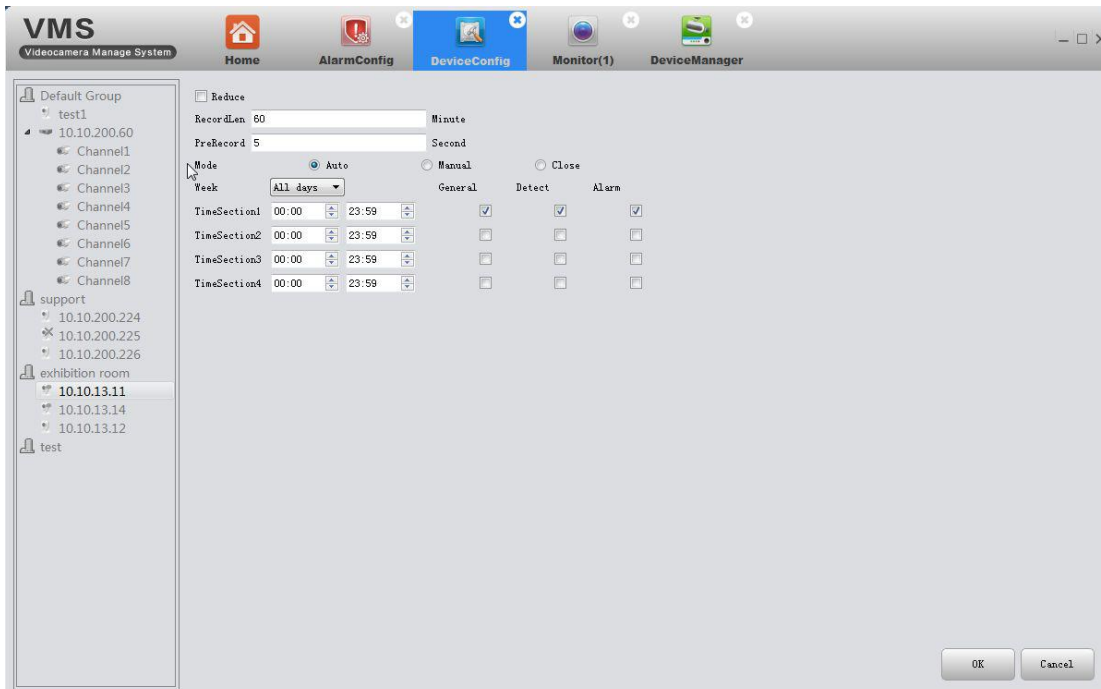 VMS
Videocamera Manage System
Home
AlarmConfig
DeviceConfig
Monitor(1)
DeviceManager
Default Group
test1
10.10.200.60
Channel1
Channel2
Channel3
Channel4
Channel5
Channel6
Channel7
Channel8
support
10.10.200.224
10.10.200.225
10.10.200.226
exhibition room
10.10.13.11
10.10.13.14
10.10.13.12
test
Reduce
RecordLen 60 Minute
PreRecord 5 Second
Mode Auto Manual Close
Week All days General Detect Alarm
TimeSection1 00:00 23:59
TimeSection2 00:00 23:59
TimeSection3 00:00 23:59
TimeSection4 00:00 23:59
OK Cancel